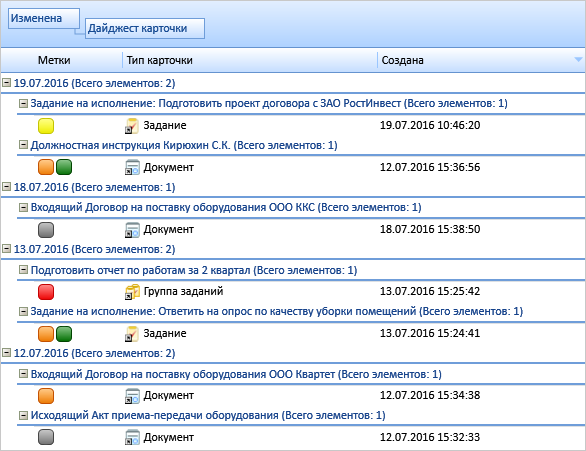 Изменена
Дайджест карточки
Метки Тип карточки Создана
19.07.2016 (Всего элементов: 2)
Задание на исполнение: Подготовить проект договора с ЗАО РостИнвест (Всего элементов: 1)
Задание 19.07.2016 10:46:20
Должностная инструкция Кирюхин С.К. (Всего элементов: 1)
Документ 12.07.2016 15:36:56
18.07.2016 (Всего элементов: 1)
Входящий Договор на поставку оборудования ООО ККС (Всего элементов: 1)
Документ 18.07.2016 15:38:50
13.07.2016 (Всего элементов: 2)
Подготовить отчет по работам за 2 квартал (Всего элементов: 1)
Группа заданий 13.07.2016 15:25:42
Задание на исполнение: Ответить на опрос по качеству уборки помещений (Всего элементов: 1)
Задание 13.07.2016 15:24:41
12.07.2016 (Всего элементов: 2)
Входящий Договор на поставку оборудования ООО Квартет (Всего элементов: 1)
Документ 12.07.2016 15:34:38
Исходящий Акт приема-передачи оборудования (Всего элементов: 1)
Документ 12.07.2016 15:32:33